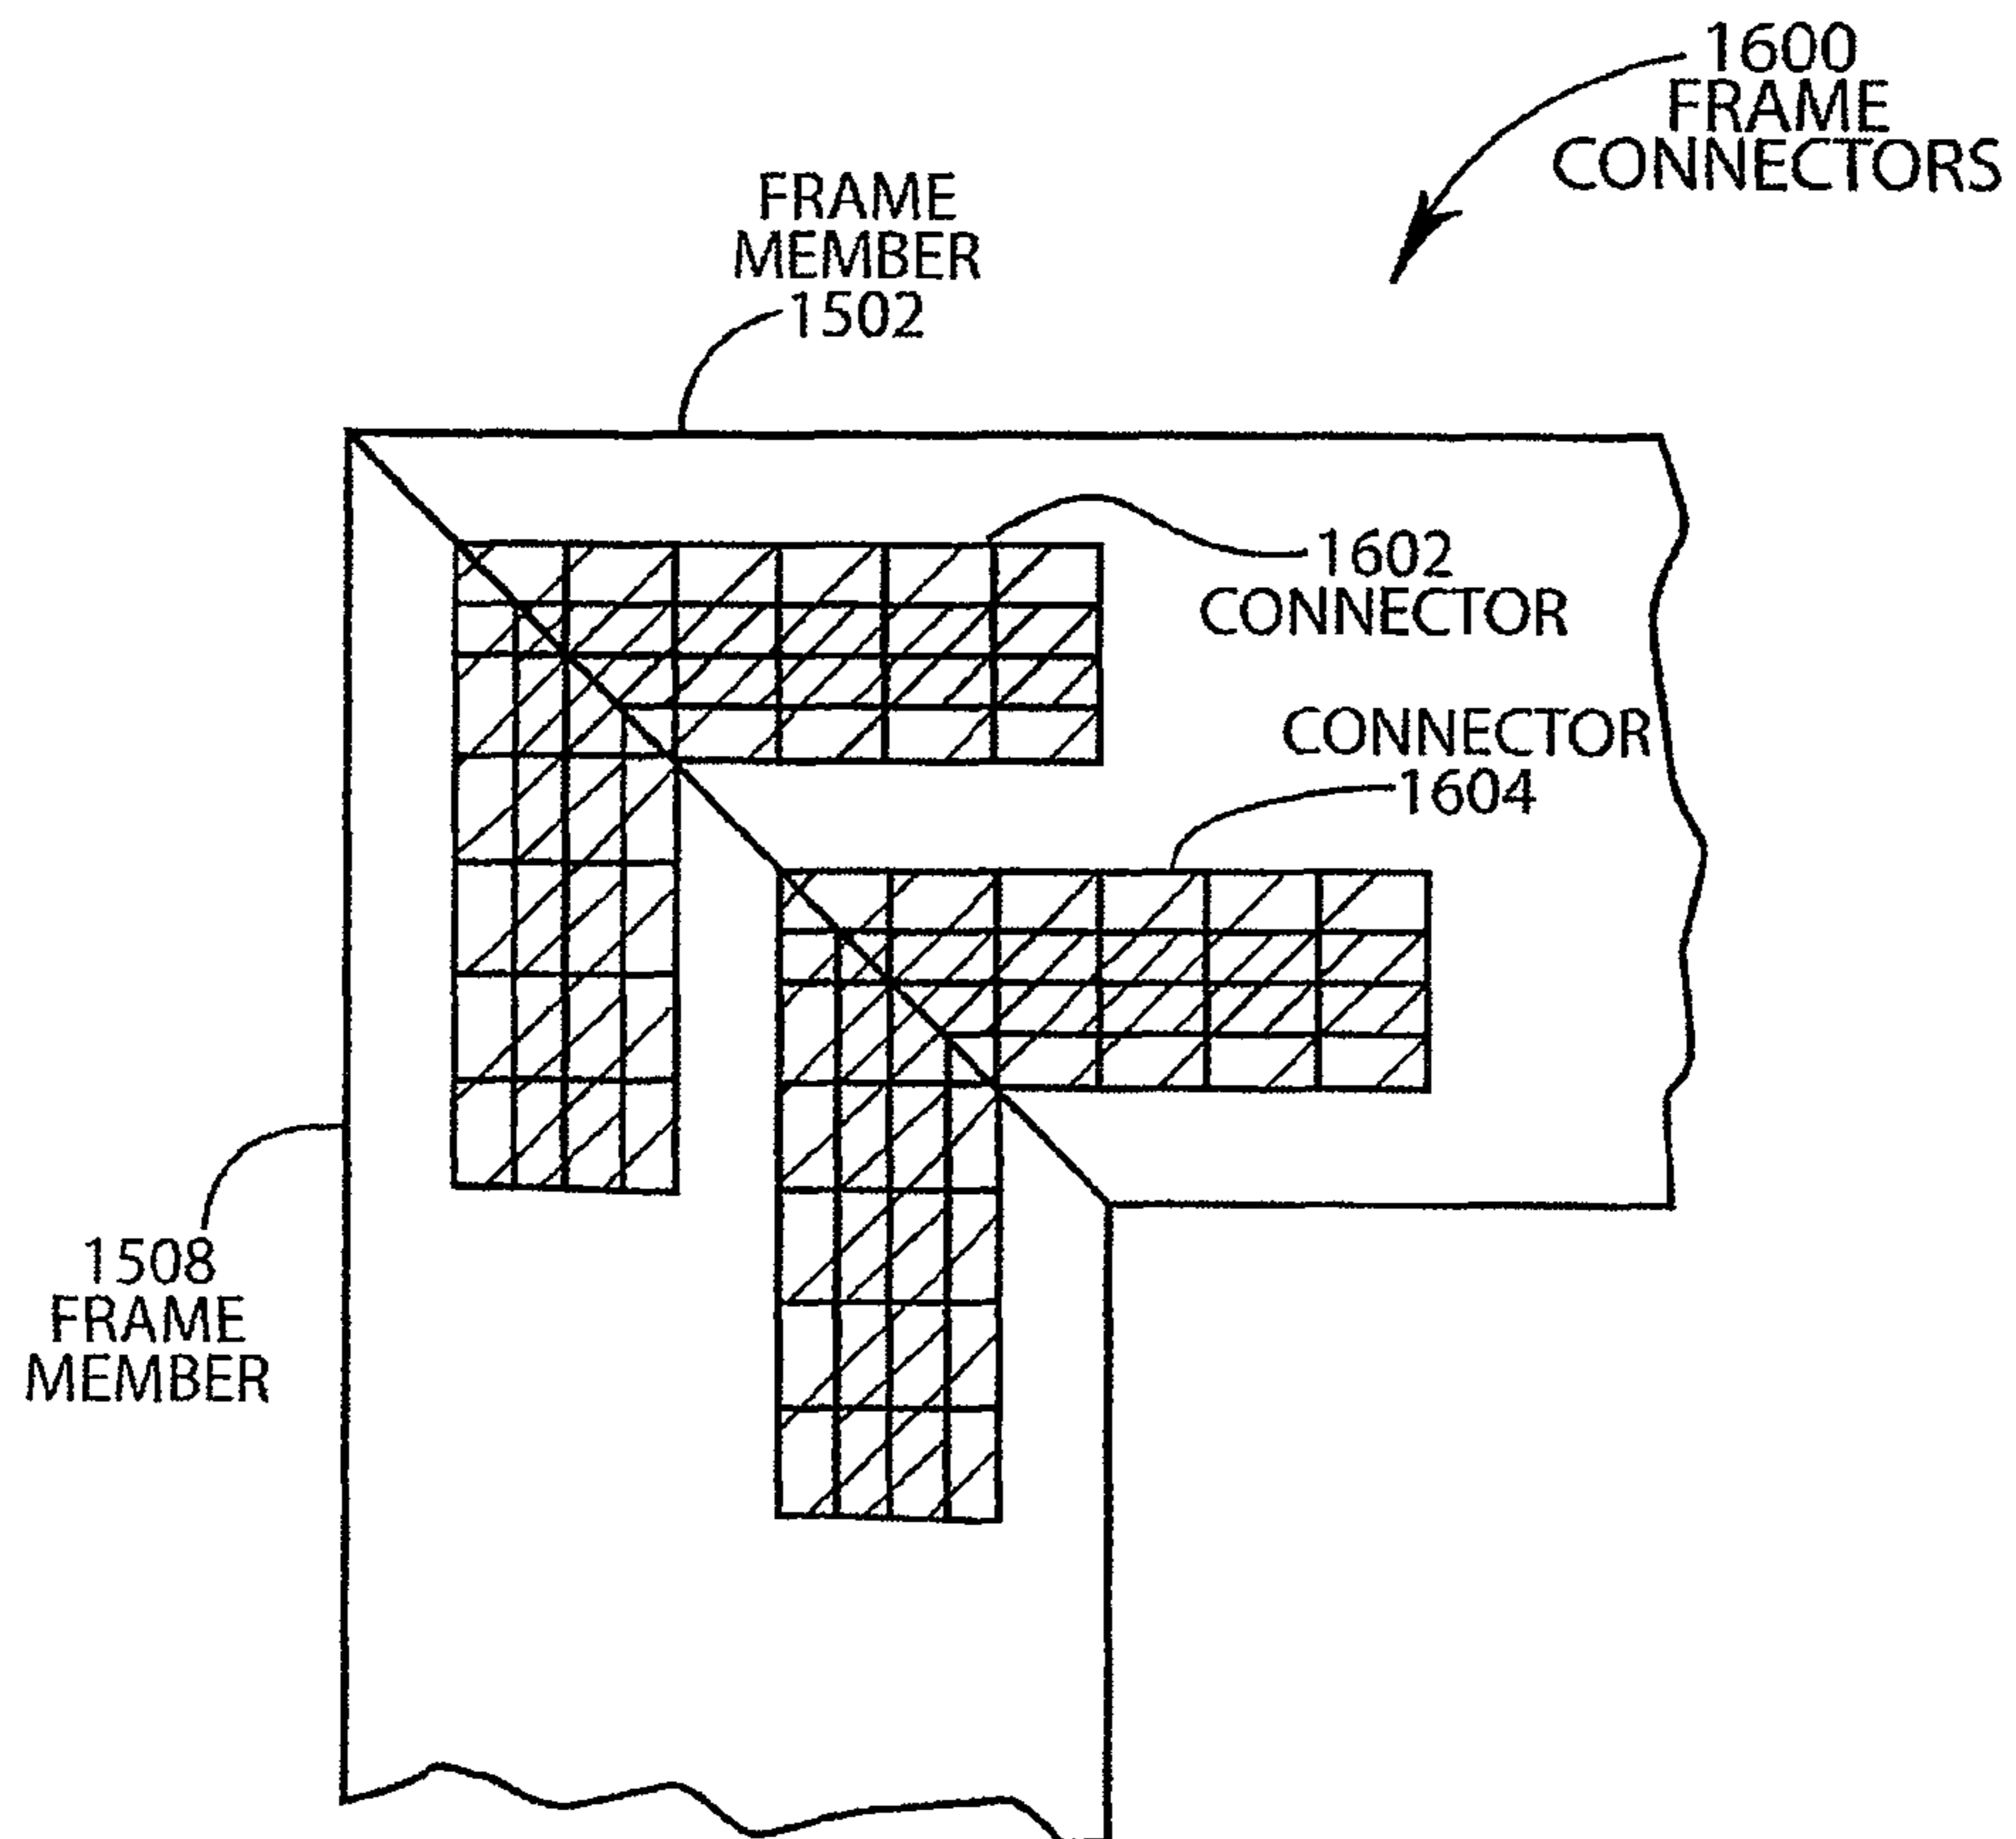 1600
FRAME
CONNECTORS
FRAME
MEMBER
1502
1602
CONNECTOR
CONNECTOR
1604
1508
FRAME
MEMBER